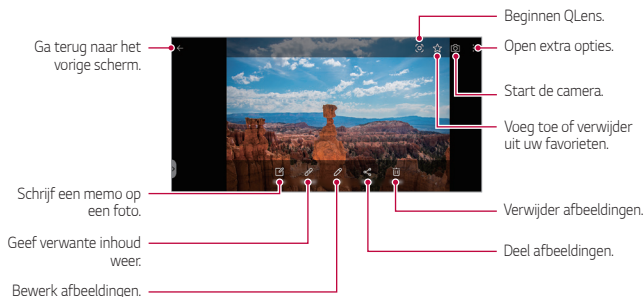 Beginnen QLens.
Ga terug naar het
vorige scherm.
Open extra opties.
Start de camera.
Voeg toe of verwijder
uit uw favorieten.
Schrijf een memo op
een foto.
Verwijder afbeeldingen.
Geef verwante inhoud
weer.
Deel afbeeldingen.
Bewerk afbeeldingen.